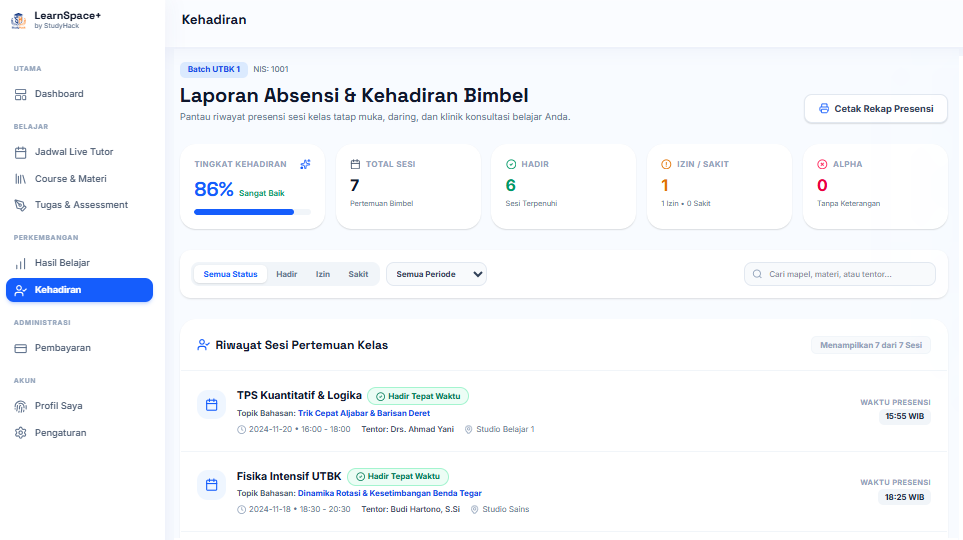 LearnSpace+
by StudyHack
UTAMA
Dashboard
BELAJAR
Jadwal Live Tutor
Course & Materi
Tugas & Assessment
PERKEMBANGAN
Hasil Belajar
Kehadiran
ADMINISTRASI
Pembayaran
AKUN
Profil Saya
Pengaturan
Kehadiran
Batch UTBK 1 NIS: 1001
Laporan Absensi & Kehadiran Bimbel
Pantau riwayat presensi sesi kelas tatap muka, daring, dan klinik konsultasi belajar Anda.
Cetak Rekap Presensi
TINGKAT KEHADIRAN
86% Sangat Baik
TOTAL SESI
7
Pertemuan Bimbel
HADIR
6
Sesi Terpenuhi
IZIN / SAKIT
1
1 Izin • 0 Sakit
ALPHA
0
Tanpa Keterangan
Semua Status Hadir Izin Sakit Semua Periode Cari mapel, materi, atau tentor...
Riwayat Sesi Pertemuan Kelas Menampilkan 7 dari 7 Sesi
TPS Kuantitatif & Logika Hadir Tepat Waktu
Topik Bahasan: Trik Cepat Aljabar & Barisan Deret
2024-11-20 • 16:00 - 18:00 Tentor: Drs. Ahmad Yani Studio Belajar 1
WAKTU PRESENSI
15:55 WIB
Fisika Intensif UTBK Hadir Tepat Waktu
Topik Bahasan: Dinamika Rotasi & Kesetimbangan Benda Tegar
2024-11-18 • 18:30 - 20:30 Tentor: Budi Hartono, S.Si Studio Sains
WAKTU PRESENSI
18:25 WIB